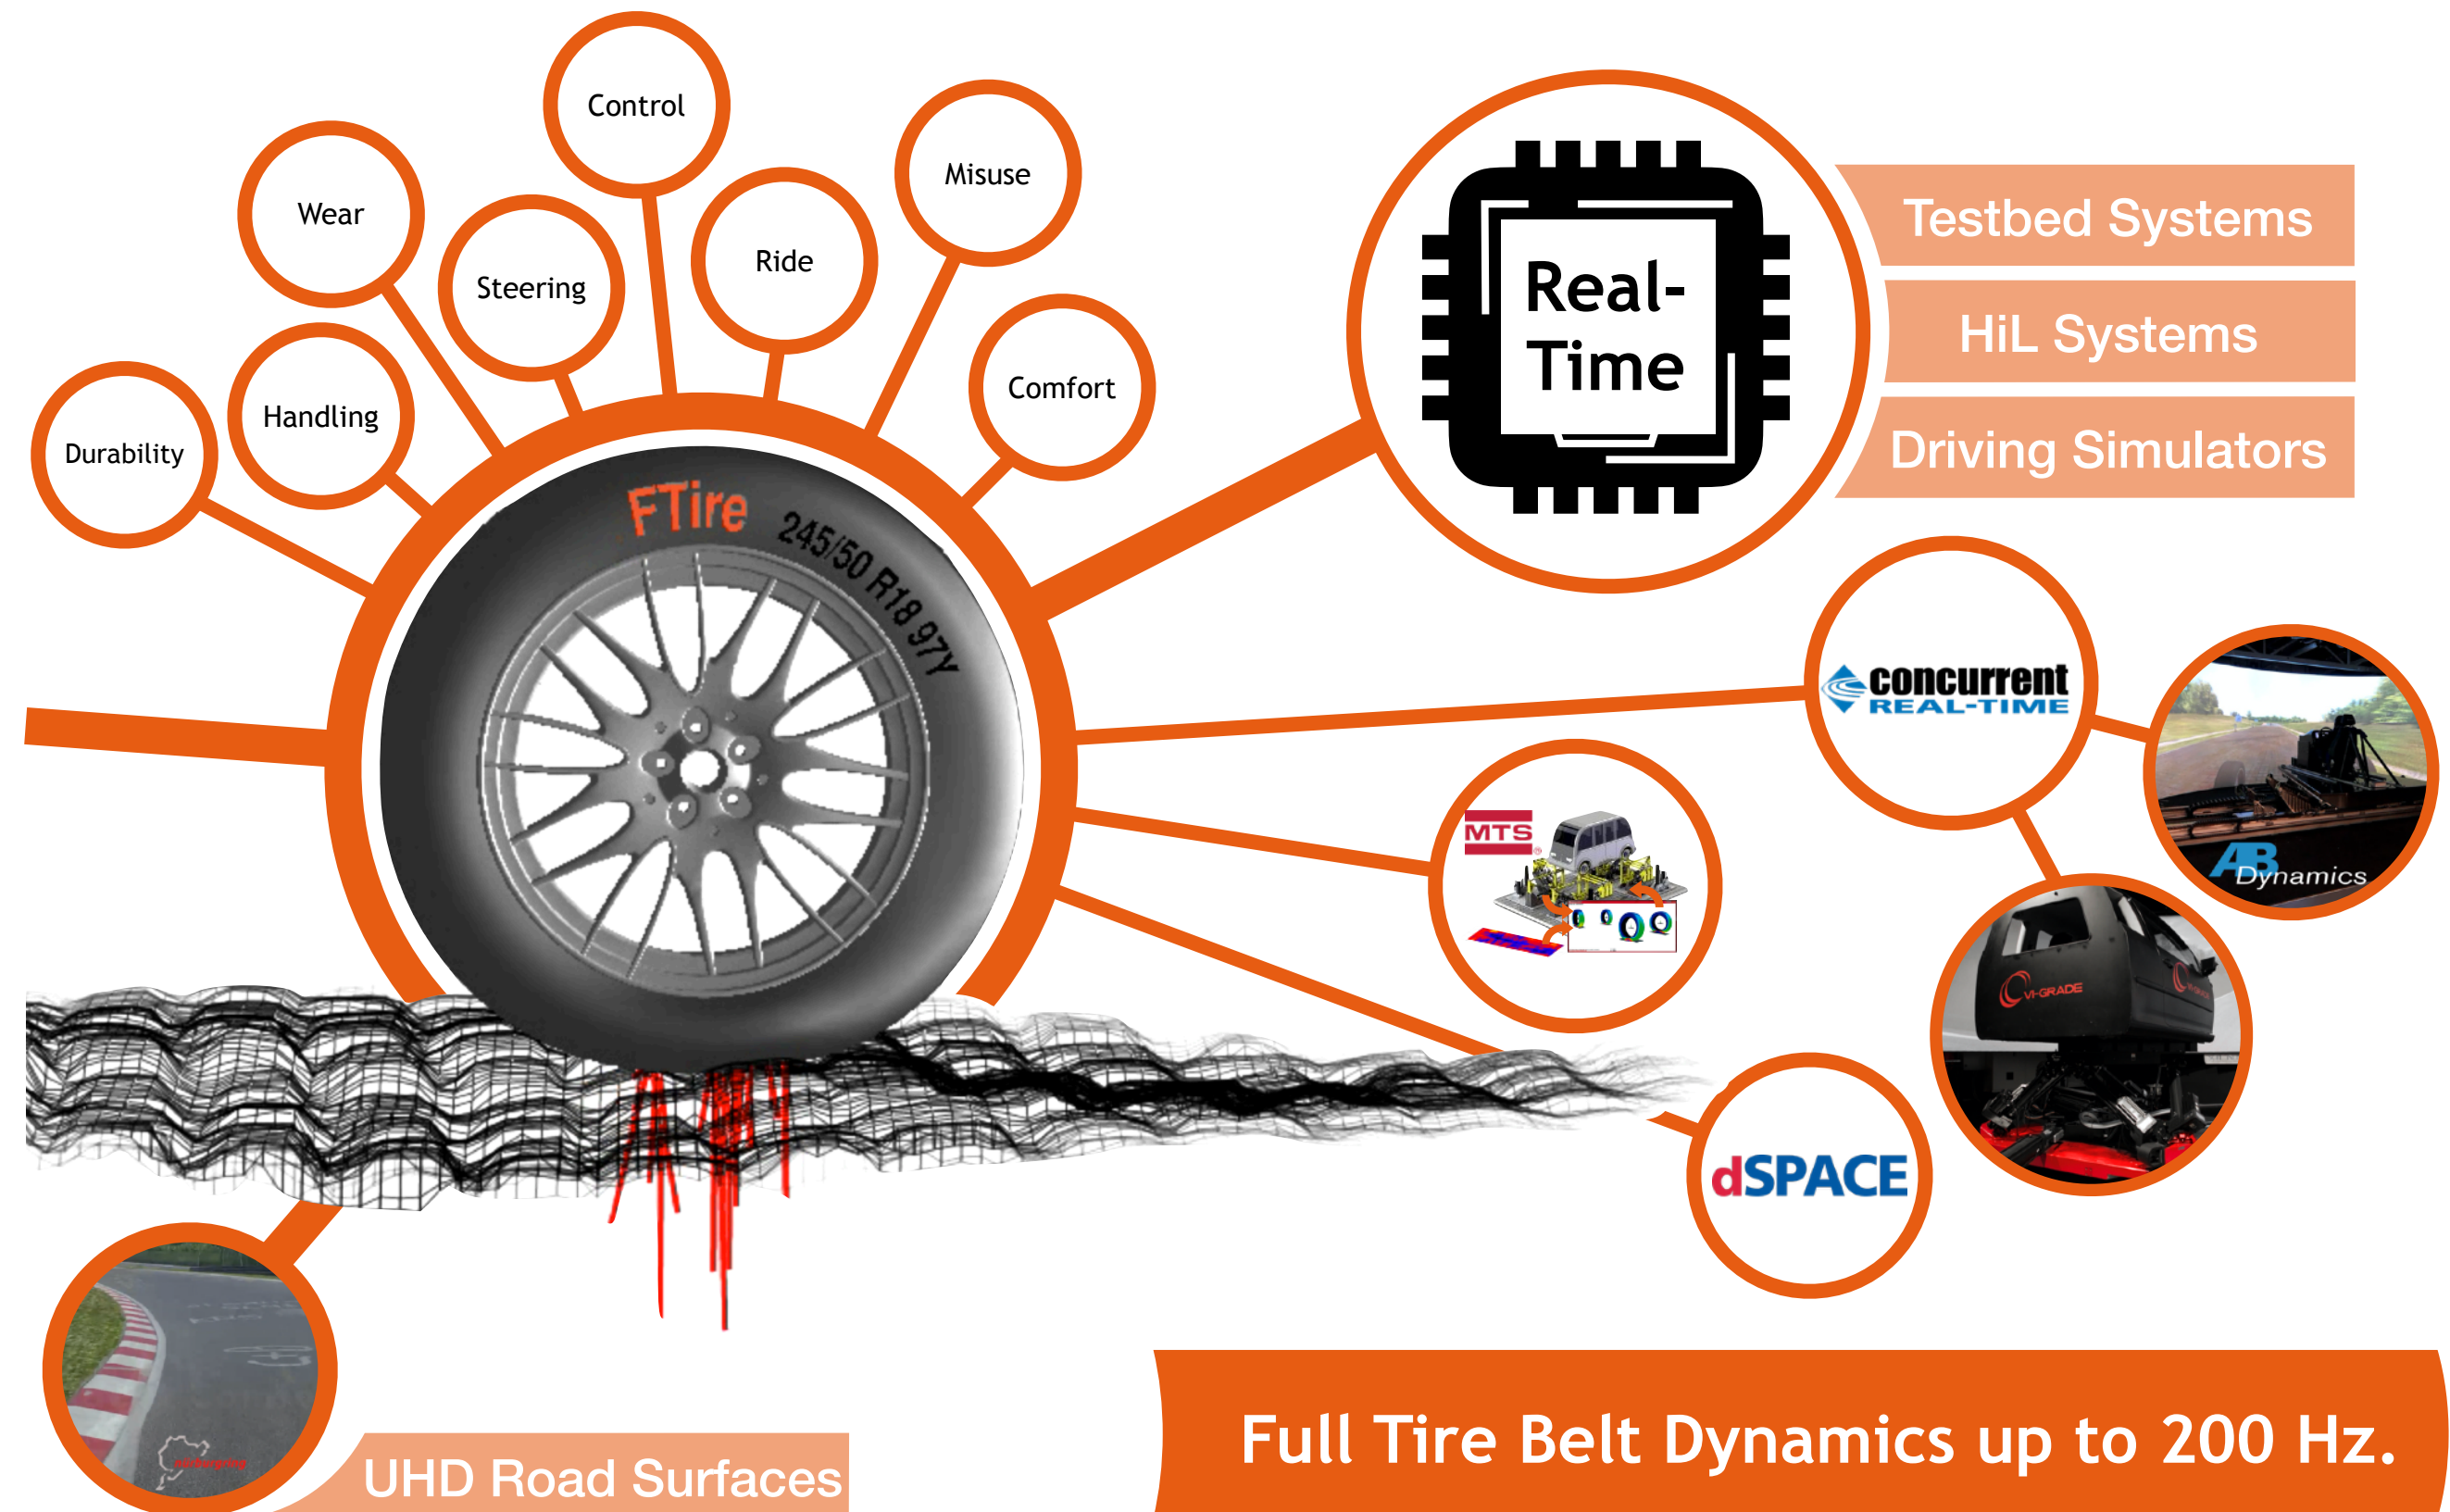 Control
Misuse
Wear
Ride
Steering
Comfort
Handling
Durability
Real-
Time
Testbed Systems
HiL Systems
Driving Simulators
FTire
245/50 R18 97Y
concurrent
REAL-TIME
MTS
AB
Dynamics
VI-GRADE
dSPACE
nürburgring
UHD Road Surfaces
Full Tire Belt Dynamics up to 200 Hz.